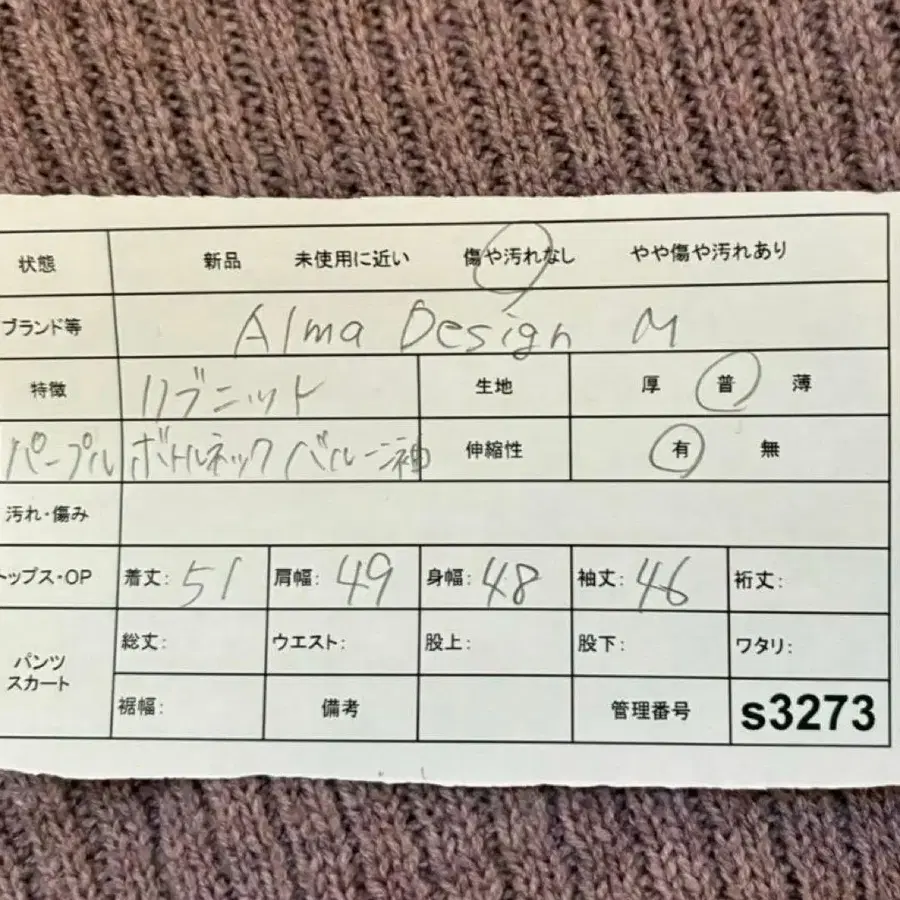 状態 新品 未使用に近い 傷や汚れなし やや傷や汚れあり
ブランド等 Alma Design M
特徴 リブニット 生地 厚 普 薄
パープル ボトルネック ベルー袖 伸縮性 有 無
汚れ・傷み
トップス・OP 着丈: 51 肩幅: 49 身幅: 48 袖丈: 46 裄丈:
パンツ スカート 総丈: ウエスト: 股上: 股下: ワタリ:
裾幅: 備考 管理番号 s3273